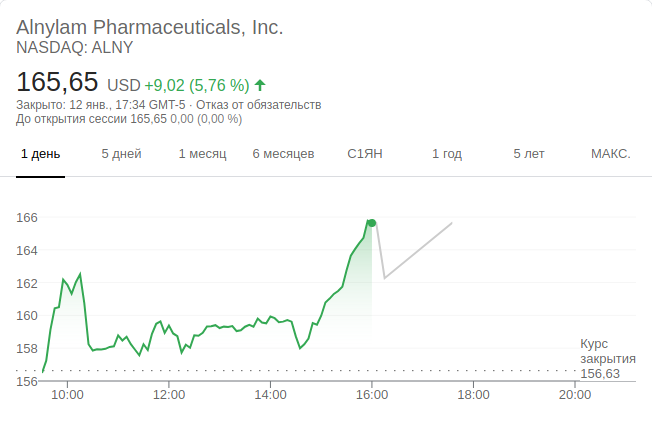 Alnylam Pharmaceuticals, Inc.
NASDAQ: ALNY
165,65 USD +9,02 (5,76 %)
Закрыто: 12 янв., 17:34 GMT-5 · Отказ от обязательств
До открытия сессии 165,65 0,00 (0,00 %)
1 день 5 дней 1 месяц 6 месяцев С1ЯН 1 год 5 лет МАКС.
166
164
162
160
158
156
Курс
закрытия
156,63
10:00 12:00 14:00 16:00 18:00 20:00